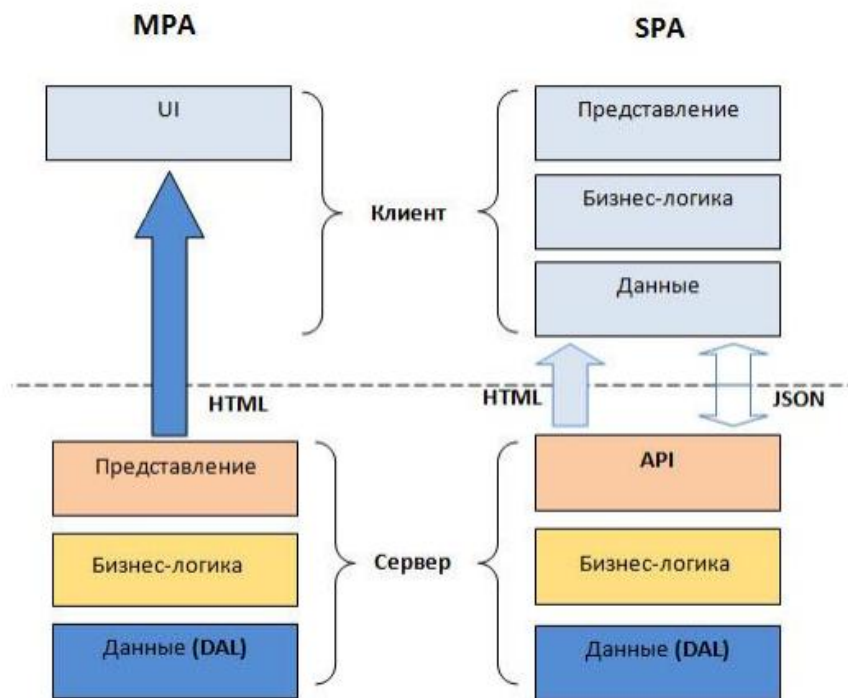 MPA
SPA
UI
Представление
Бизнес-логика
Клиент
Данные
HTML
HTML
JSON
Представление
API
Бизнес-логика
Сервер
Бизнес-логика
Данные (DAL)
Данные (DAL)